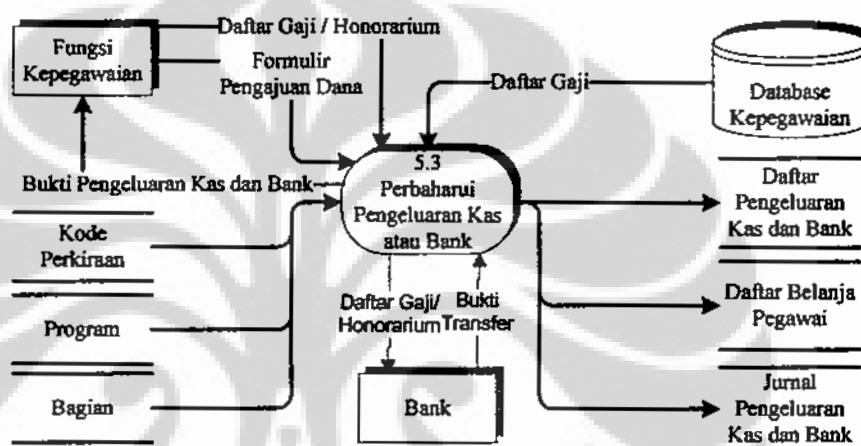 Fungsi
Kepegawaian
Daftar Gaji / Honorarium
Formulir
Pengajuan Dana
Daftar Gaji
Database
Kepegawaian
Bukti Pengeluaran Kas dan Bank
5.3
Perbaharui
Pengeluaran Kas
atau Bank
Daftar
Pengeluaran
Kas dan Bank
Kode
Perkiraan
Program
Daftar Gaji/
Honorarium
Bukti
Transfer
Daftar Belanja
Pegawai
Bagian
Bank
Jurnal
Pengeluaran
Kas dan Bank